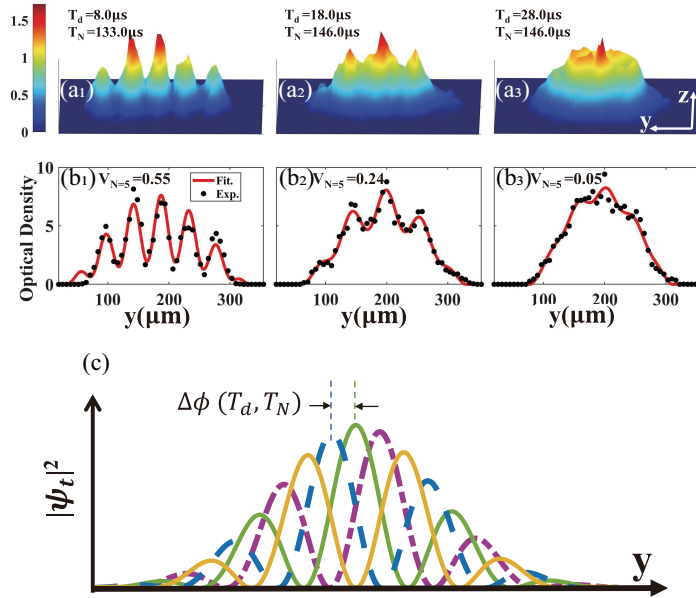 1.5
1
0.5
0
T_d=8.0μs
T_N=133.0μs
(a₁)
T_d=18.0μs
T_N=146.0μs
(a₂)
T_d=28.0μs
T_N=146.0μs
(a₃)
z
y
Optical Density
10
5
0
(b₁) V_{N=5}=0.55
Fit.
Exp.
100 200 300
y(μm)
(b₂) V_{N=5}=0.24
100 200 300
y(μm)
(b₃) V_{N=5}=0.05
100 200 300
y(μm)
(c)
Δϕ (T_d, T_N)
|ψ_t|²
y